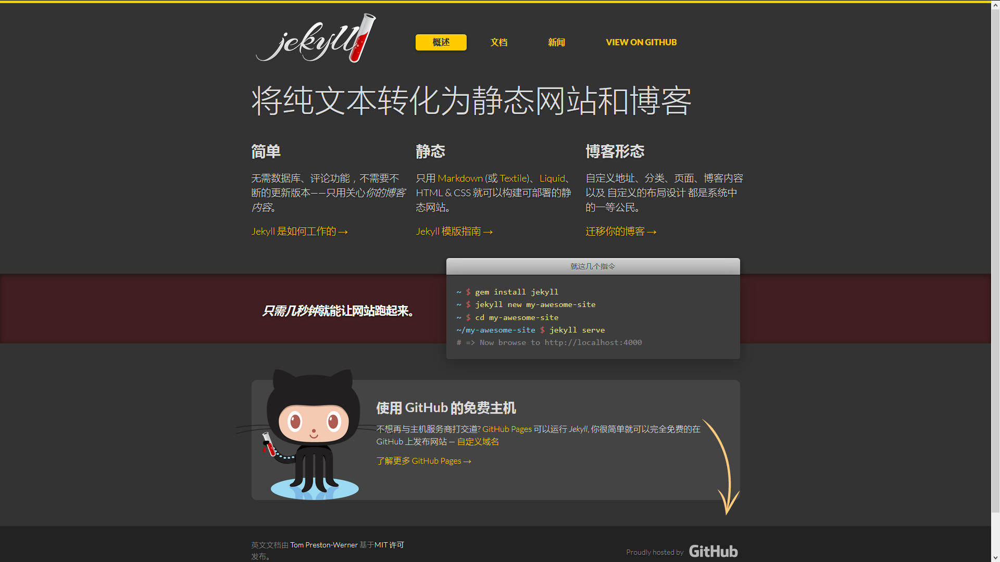 jekyll
概述 文档 新闻 VIEW ON GITHUB
将纯文本转化为静态网站和博客
简单
无需数据库、评论功能，不需要不
断的更新版本——只用关心你的博客
内容。
Jekyll 是如何工作的 →
静态
只用 Markdown (或 Textile)、Liquid、
HTML & CSS 就可以构建可部署的静
态网站。
Jekyll 模版指南 →
博客形态
自定义地址、分类、页面、博客内容
以及 自定义的布局设计 都是系统中
的一等公民。
迁移你的博客 →
只需几秒钟就能让网站跑起来。
就这几个指令
~ $ gem install jekyll
~ $ jekyll new my-awesome-site
~ $ cd my-awesome-site
~/my-awesome-site $ jekyll serve
# => Now browse to http://localhost:4000
使用 GitHub 的免费主机
不想再与主机服务商打交道? GitHub Pages 可以运行 Jekyll, 你很简单就可以完全免费的在
GitHub 上发布网站 — 自定义域名
了解更多 GitHub Pages →
英文文档由 Tom Preston-Werner 基于MIT 许可
发布。
Proudly hosted by GitHub